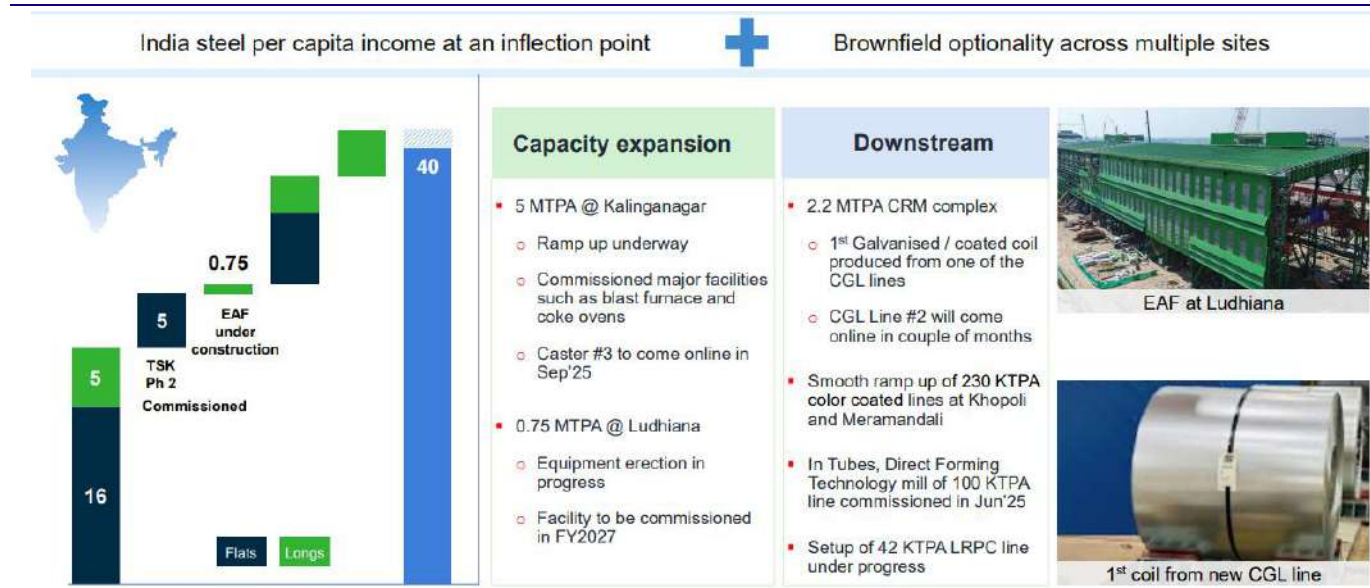 India steel per capita income at an inflection point
Brownfield optionality across multiple sites
40
0.75
EAF
under
construction
5
TSK
Ph 2
Commissioned
5
16
Flats
Longs
Capacity expansion
5 MTPA @ Kalinganagar
Ramp up underway
Commissioned major facilities
such as blast furnace and
coke ovens
Caster #3 to come online in
Sep'25
0.75 MTPA @ Ludhiana
Equipment erection in
progress
Facility to be commissioned
in FY2027
Downstream
2.2 MTPA CRM complex
1st Galvanised / coated coil
produced from one of the
CGL lines
CGL Line #2 will come
online in couple of months
Smooth ramp up of 230 KTPA
color coated lines at Khopoli
and Meramandali
In Tubes, Direct Forming
Technology mill of 100 KTPA
line commissioned in Jun'25
Setup of 42 KTPA LRPC line
under progress
EAF at Ludhiana
1st coil from new CGL line